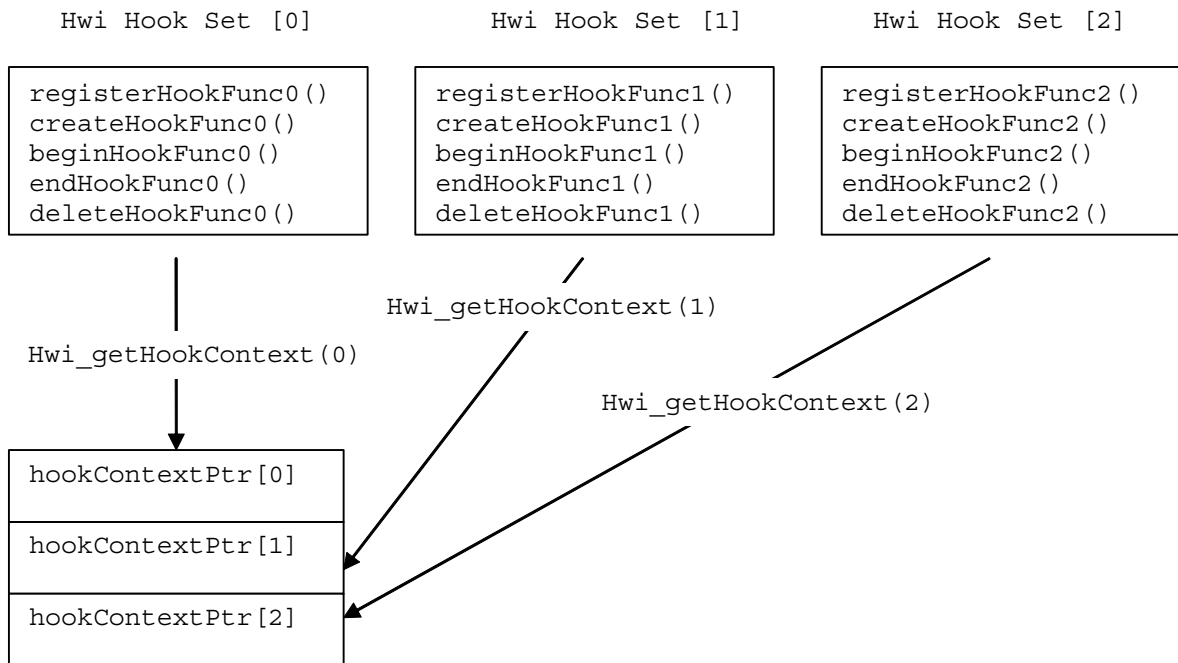 Hwi Hook Set [0]
Hwi Hook Set [1]
Hwi Hook Set [2]
registerHookFunc0()
createHookFunc0()
beginHookFunc0()
endHookFunc0()
deleteHookFunc0()
registerHookFunc1()
createHookFunc1()
beginHookFunc1()
endHookFunc1()
deleteHookFunc1()
registerHookFunc2()
createHookFunc2()
beginHookFunc2()
endHookFunc2()
deleteHookFunc2()
Hwi_getHookContext(1)
Hwi_getHookContext(0)
Hwi_getHookContext(2)
hookContextPtr[0]
hookContextPtr[1]
hookContextPtr[2]